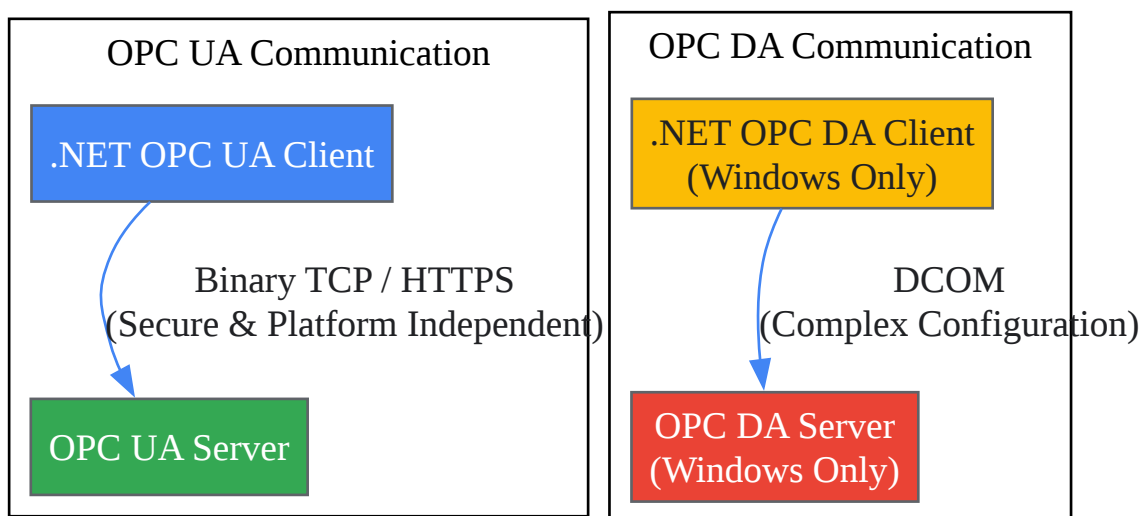 OPC UA Communication
.NET OPC UA Client
Binary TCP / HTTPS
(Secure & Platform Independent)
OPC UA Server
OPC DA Communication
.NET OPC DA Client
(Windows Only)
DCOM
(Complex Configuration)
OPC DA Server
(Windows Only)